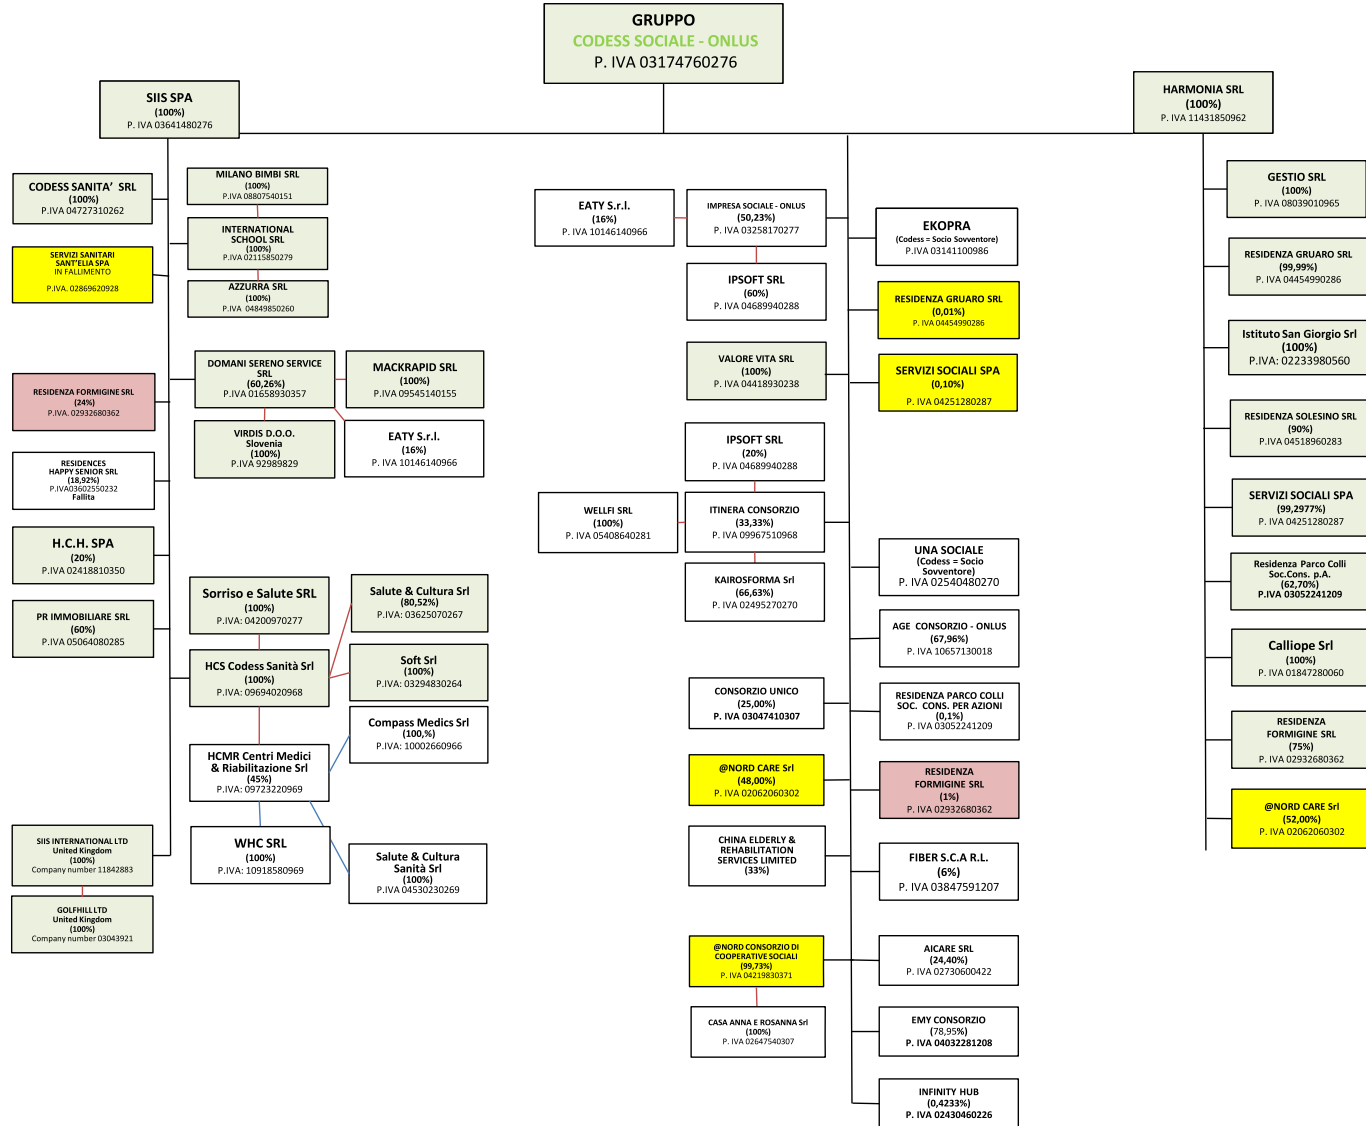 GRUPPO
CODESS SOCIALE - ONLUS
P. IVA 03174760276
SIIS SPA
(100%)
P. IVA 03641480276
HARMONIA SRL
(100%)
P. IVA 11431850962
CODESS SANITA’ SRL
(100%)
P.IVA 04727310262
SERVIZI SANITARI
SANT’ELIA SPA
IN FALLIMENTO
P.IVA. 02869620928
RESIDENZA FORMIGINE SRL
(24%)
P.IVA. 02932680362
RESIDENCES
HAPPY SENIOR SRL
(18,92%)
P.IVA03602550232
Fallita
H.C.H. SPA
(20%)
P.IVA 02418810350
PR IMMOBILIARE SRL
(60%)
P.IVA 05064080285
SIIS INTERNATIONAL LTD
United Kingdom
(100%)
Company number 11842883
GOLFHILL LTD
United Kingdom
(100%)
Company number 03043921
MILANO BIMBI SRL
(100%)
P.IVA 08807540151
INTERNATIONAL
SCHOOL SRL
(100%)
P.IVA 02115850279
AZZURRA SRL
(100%)
P.IVA 04849850260
DOMANI SERENO SERVICE
SRL
(60,26%)
P.IVA 01658930357
MACKRAPID SRL
(100%)
P.IVA 09545140155
VIRDIS D.O.O.
Slovenia
(100%)
P.IVA 92989829
EATY S.r.l.
(16%)
P.IVA 10146140966
Sorriso e Salute SRL
(100%)
P.IVA: 04200970277
Salute & Cultura Srl
(80,52%)
P.IVA: 03625070267
HCS Codess Sanità Srl
(100%)
P.IVA: 09694020968
Soft Srl
(100%)
P.IVA: 03294830264
Compass Medics Srl
(100,%)
P.IVA: 10002660966
HCMR Centri Medici
& Riabilitazione Srl
(45%)
P.IVA: 09723220969
WHC SRL
(100%)
P.IVA: 10918580969
Salute & Cultura
Sanità Srl
(100%)
P.IVA 04530230269
EATY S.r.l.
(16%)
P.IVA 10146140966
IMPRESA SOCIALE - ONLUS
(50,23%)
P.IVA 03258170277
IPSOFT SRL
(60%)
P.IVA 04689940288
VALORE VITA SRL
(100%)
P.IVA 04418930238
IPSOFT SRL
(20%)
P.IVA 04689940288
WELLFI SRL
(100%)
P.IVA 05408640281
ITINERA CONSORZIO
(33,33%)
P.IVA 09967510968
KAIROSFORMA Srl
(66,63%)
P.IVA 02495270270
CONSORZIO UNICO
(25,00%)
P.IVA 03047410307
@NORD CARE Srl
(48,00%)
P. IVA 02062060302
CHINA ELDERLY &
REHABILITATION
SERVICES LIMITED
(33%)
@NORD CONSORZIO DI
COOPERATIVE SOCIALI
(99,73%)
P. IVA 04219830371
CASA ANNA E ROSANNA Srl
(100%)
P. IVA 02647540307
EKOPRA
(Codess = Socio Sovventore)
P.IVA 03141100986
RESIDENZA GRUARO SRL
(0,01%)
P. IVA 04454990286
SERVIZI SOCIALI SPA
(0,10%)
P. IVA 04251280287
UNA SOCIALE
(Codess = Socio
Sovventore)
P. IVA 02540480270
AGE CONSORZIO - ONLUS
(67,96%)
P.IVA 10657130018
RESIDENZA PARCO COLLI
SOC. CONS. PER AZIONI
(0,1%)
P.IVA 03052241209
RESIDENZA
FORMIGINE SRL
(1%)
P. IVA 02932680362
FIBER S.C.A R.L.
(6%)
P. IVA 03847591207
AICARE SRL
(24,40%)
P.IVA 02730600422
EMY CONSORZIO
(78,95%)
P. IVA 04032281208
INFINITY HUB
(0,4233%)
P. IVA 02430460226
GESTIO SRL
(100%)
P. IVA 08039010965
RESIDENZA GRUARO SRL
(99,99%)
P.IVA 04454990286
Istituto San Giorgio Srl
(100%)
P.IVA: 02233980560
RESIDENZA SOLESINO SRL
(90%)
P.IVA 04518960283
SERVIZI SOCIALI SPA
(99,2977%)
P. IVA 04251280287
Residenza Parco Colli
Soc.Cons. p.A.
(62,70%)
P.IVA 03052241209
Calliope Srl
(100%)
P. IVA 01847280060
RESIDENZA
FORMIGINE SRL
(75%)
P.IVA 02932680362
@NORD CARE Srl
(52,00%)
P. IVA 02062060302